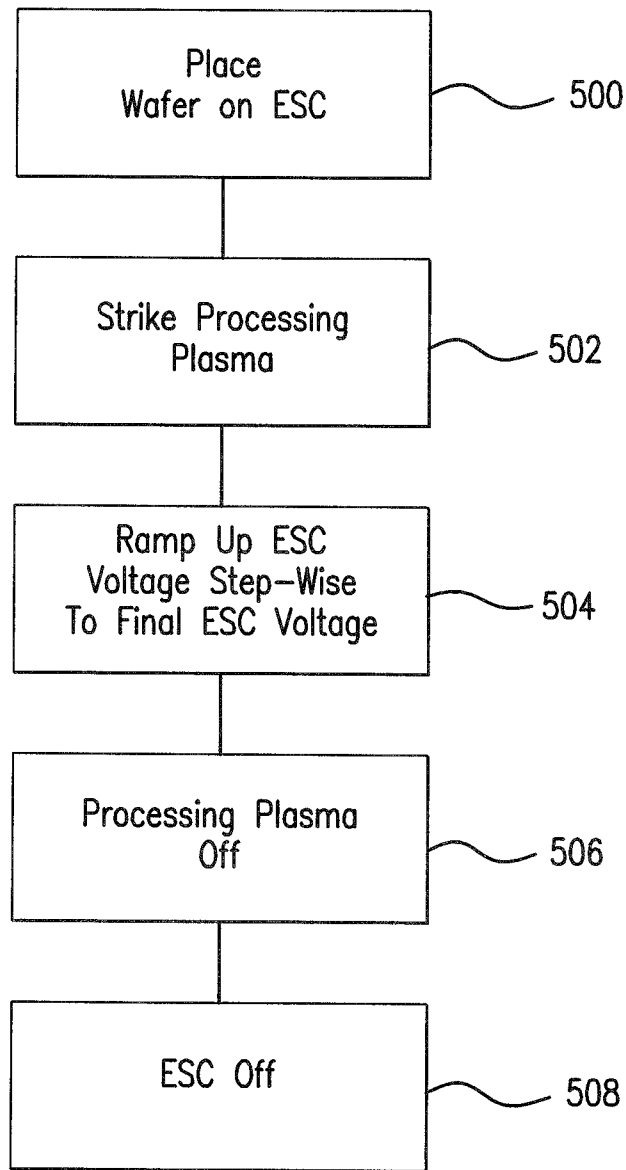 Place
Wafer on ESC
500
Strike Processing
Plasma
502
Ramp Up ESC
Voltage Step-Wise
To Final ESC Voltage
504
Processing Plasma
Off
506
ESC Off
508